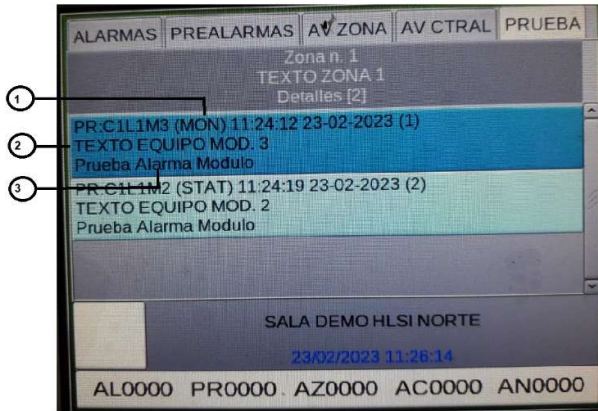 ALARMAS PREALARMAS AV ZONA AV CTRAL PRUEBA
Zona n. 1
TEXTO ZONA 1
Detalles [2]
1
PR:C1L1M3 (MON) 11:24:12 23-02-2023 (1)
2
TEXTO EQUIPO MOD. 3
Prueba Alarma Modulo
3
PR:C1L1M2 (STAT) 11:24:19 23-02-2023 (2)
TEXTO EQUIPO MOD. 2
Prueba Alarma Modulo
SALA DEMO HLSI NORTE
23/02/2023 11:26:14
AL0000 PR0000 AZ0000 AC0000 AN0000